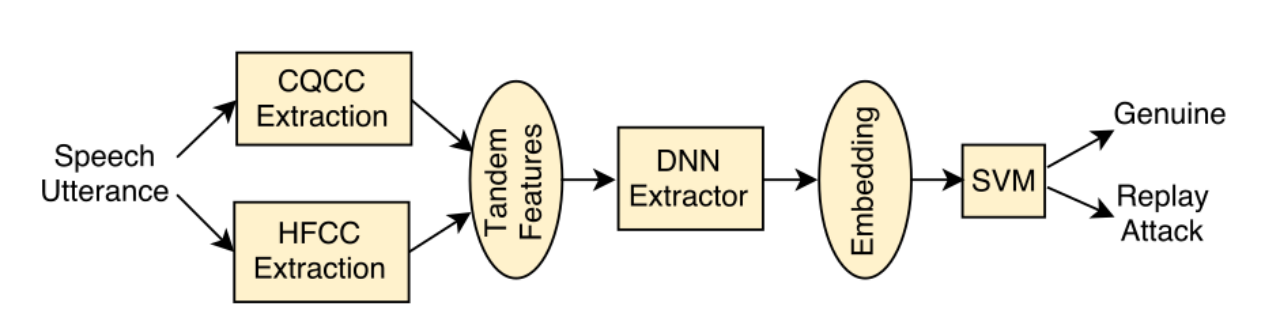 Speech
Utterance
CQCC
Extraction
HFCC
Extraction
Tandem
Features
DNN
Extractor
Embedding
SVM
Genuine
Replay
Attack